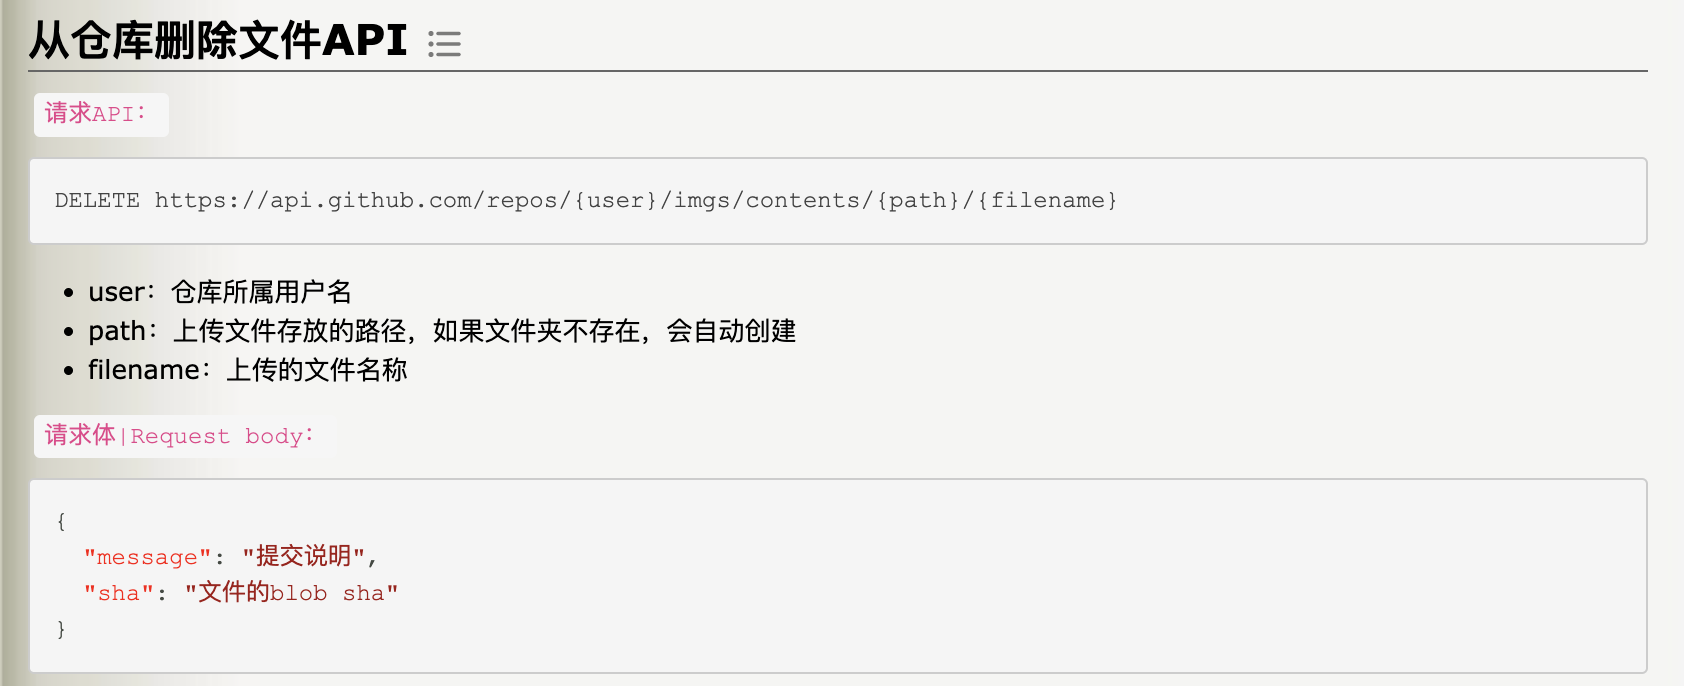 从仓库删除文件API
请求API：
DELETE https://api.github.com/repos/{user}/imgs/contents/{path}/{filename}
user：仓库所属用户名
path：上传文件存放的路径，如果文件夹不存在，会自动创建
filename：上传的文件名称
请求体|Request body：
{
"message": "提交说明",
"sha": "文件的blob sha"
}